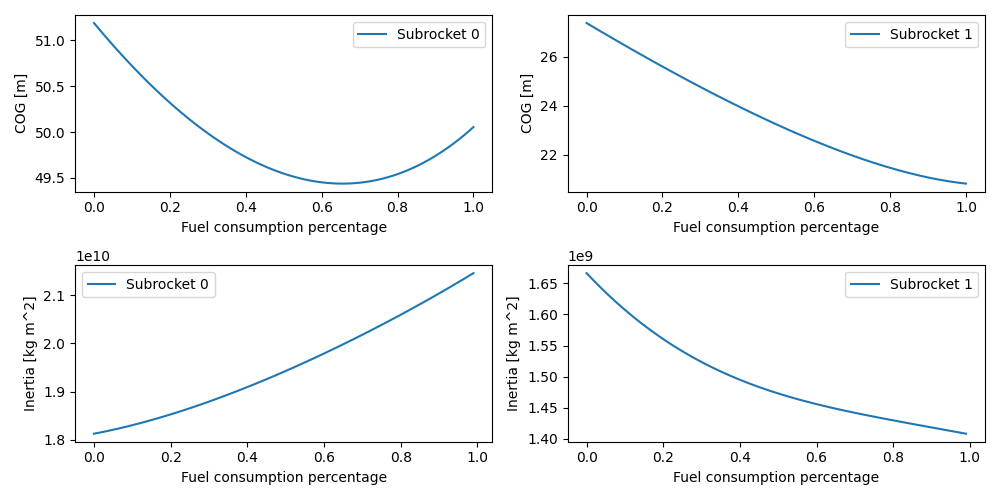 51.0
50.5
50.0
49.5
COG [m]
Subrocket 0
0.0 0.2 0.4 0.6 0.8 1.0
Fuel consumption percentage
26
24
22
COG [m]
Subrocket 1
0.0 0.2 0.4 0.6 0.8 1.0
Fuel consumption percentage
1e10
2.1
2.0
1.9
1.8
Inertia [kg m^2]
Subrocket 0
0.0 0.2 0.4 0.6 0.8 1.0
Fuel consumption percentage
1e9
1.65
1.60
1.55
1.50
1.45
1.40
Inertia [kg m^2]
Subrocket 1
0.0 0.2 0.4 0.6 0.8 1.0
Fuel consumption percentage